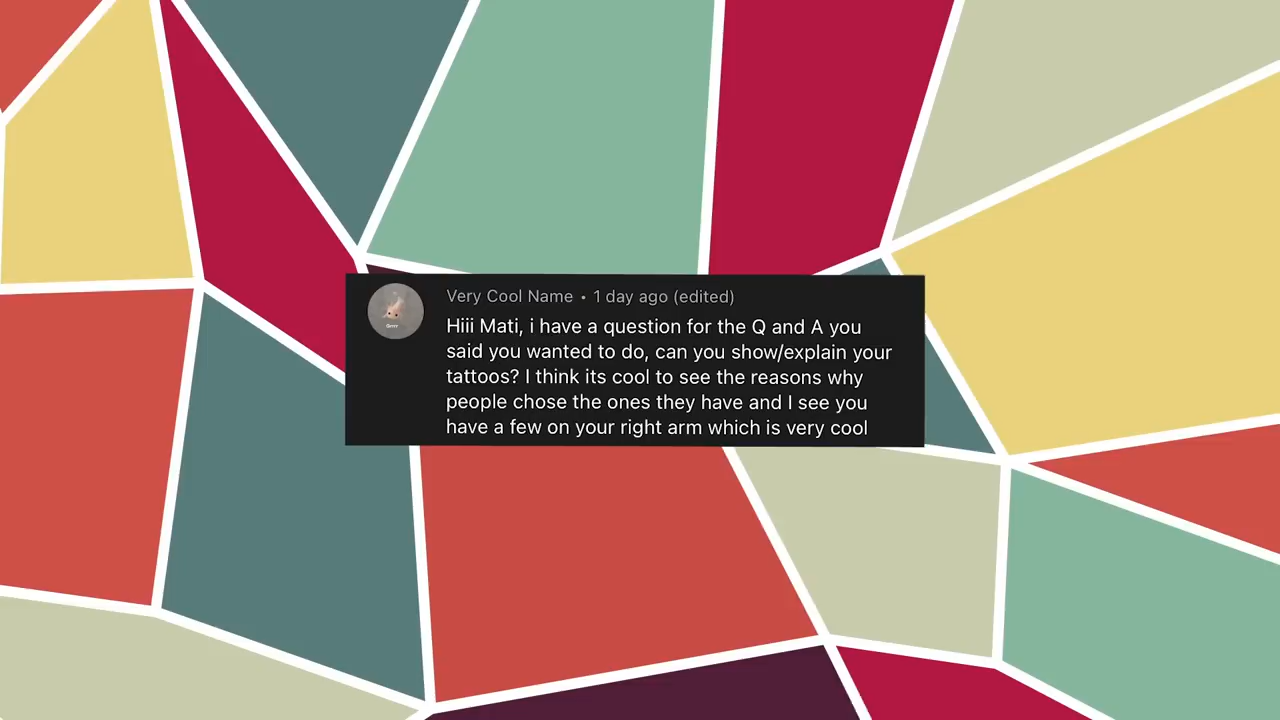 Very Cool Name • 1 day ago (edited)
Hiii Mati, i have a question for the Q and A you
said you wanted to do, can you show/explain your
tattoos? I think its cool to see the reasons why
people chose the ones they have and I see you
have a few on your right arm which is very cool
Grrr